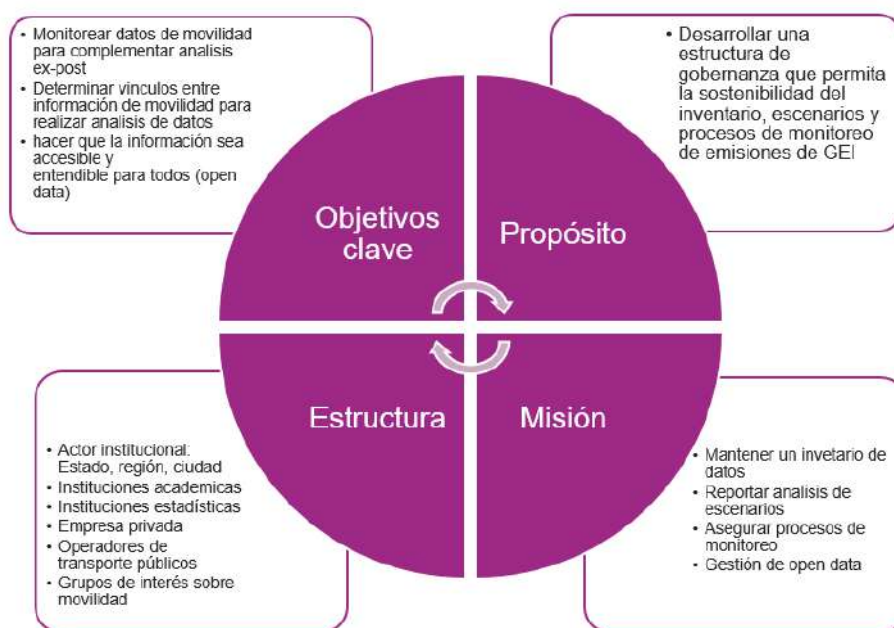 • Monitorear datos de movilidad
para complementar analisis
ex-post
• Determinar vinculos entre
información de movilidad para
realizar analisis de datos
• hacer que la información sea
accesible y
entendible para todos (open
data)
• Desarrollar una
estructura de
gobernanza que permita
la sostenibilidad del
inventario, escenarios y
procesos de monitoreo
de emisiones de GEI
Objetivos
clave
Propósito
Estructura
Misión
• Actor institucional:
Estado, región, ciudad
• Instituciones academicas
• Instituciones estadísticas
• Empresa privada
• Operadores de
transporte públicos
• Grupos de interés sobre
movilidad
• Mantener un invetario de
datos
• Reportar analisis de
escenarios
• Asegurar procesos de
monitoreo
• Gestión de open data